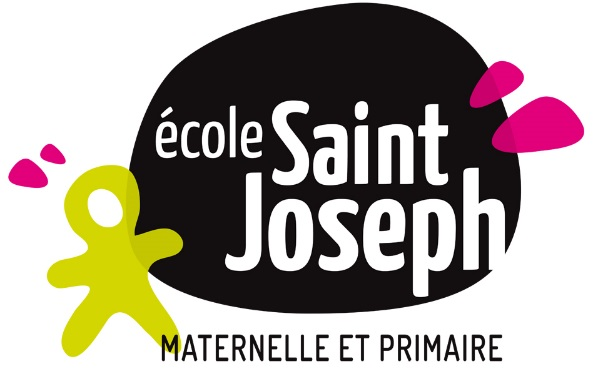 école Saint
Joseph
MATERNELLE ET PRIMAIRE